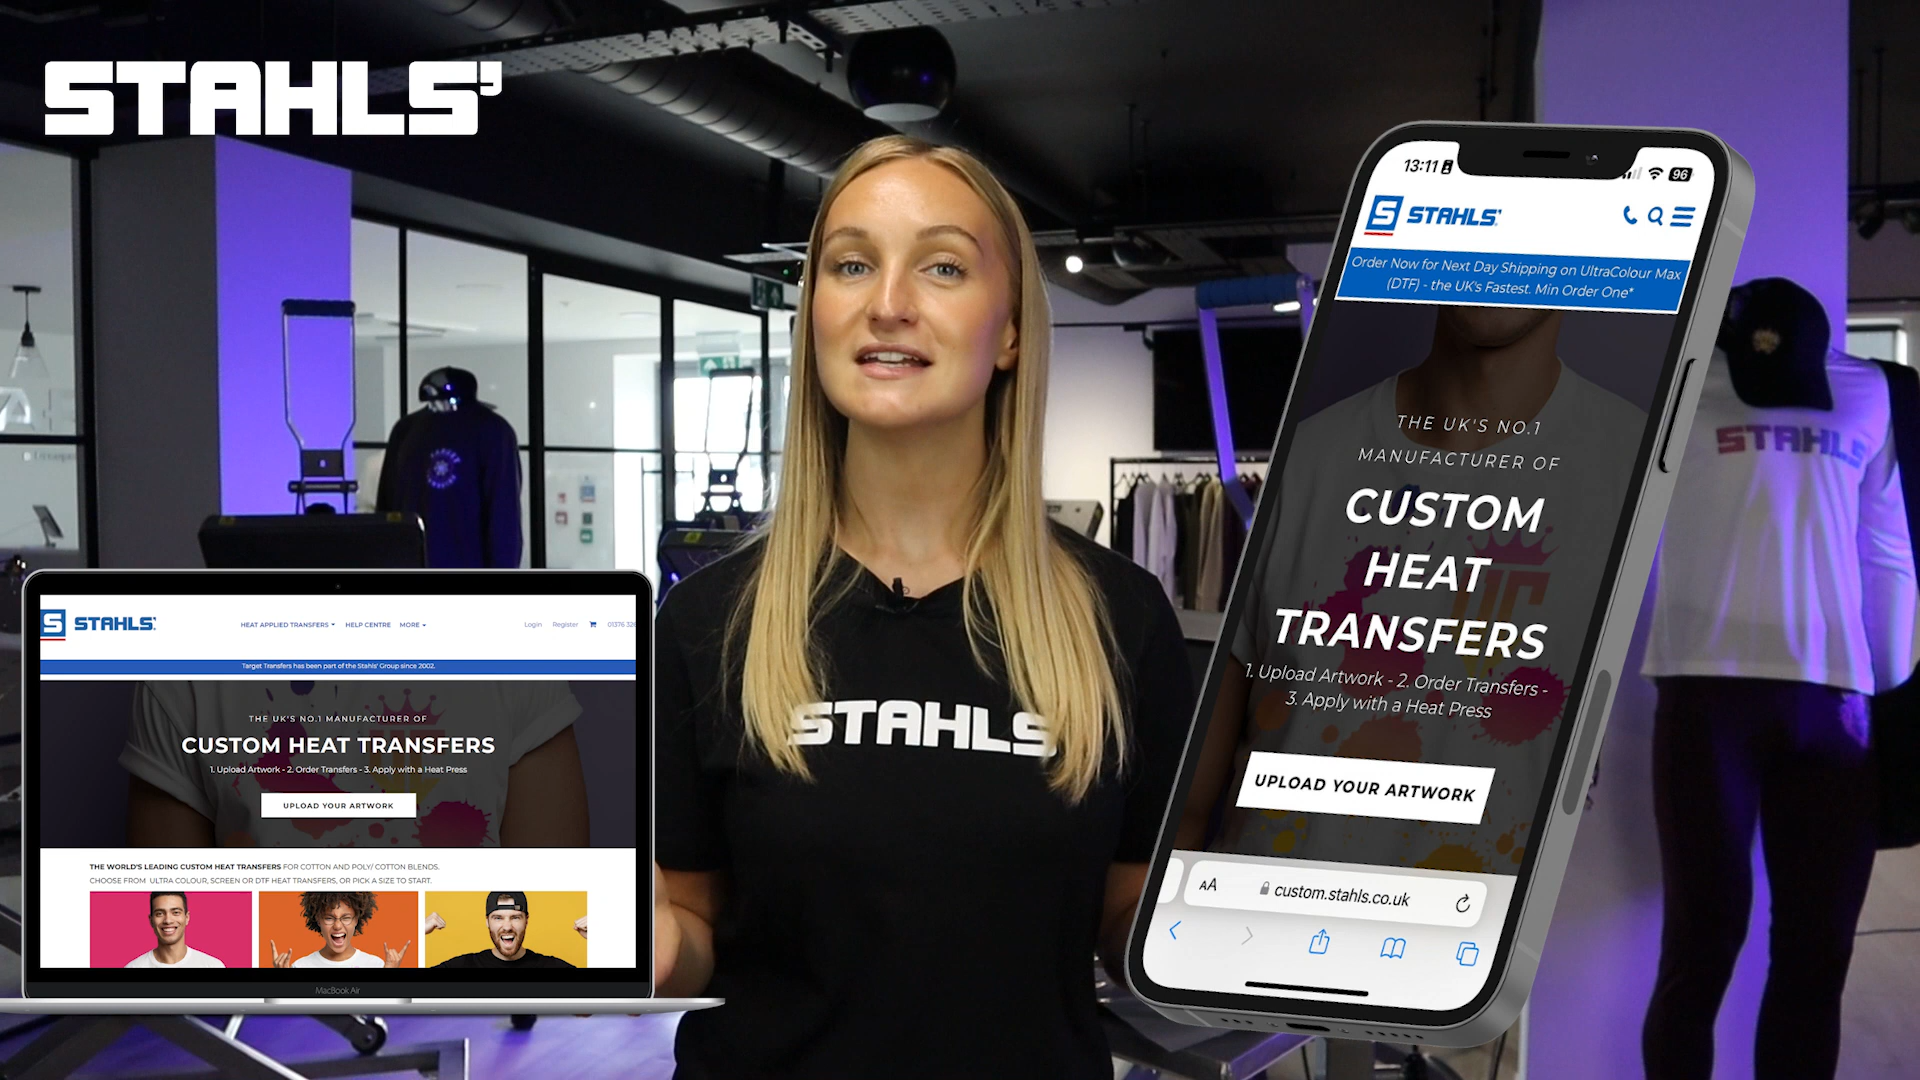 STAHLS'
13:11
96
STAHLS'
Order Now for Next Day Shipping on UltraColour Max
(DTF) - the UK's Fastest. Min Order One*
THE UK'S NO.1
MANUFACTURER OF
CUSTOM
HEAT
TRANSFERS
1. Upload Artwork - 2. Order Transfers -
3. Apply with a Heat Press
UPLOAD YOUR ARTWORK
AA
custom.stahls.co.uk
STAHLS'
HEAT APPLIED TRANSFERS
HELP CENTRE
MORE
Login
Register
Target Transfers has been part of the Stahls' Group since 2002.
THE UK'S NO.1 MANUFACTURER OF
CUSTOM HEAT TRANSFERS
1. Upload Artwork - 2. Order Transfers - 3. Apply with a Heat Press
UPLOAD YOUR ARTWORK
THE WORLD'S LEADING CUSTOM HEAT TRANSFERS FOR COTTON AND POLY/ COTTON BLENDS.
CHOOSE FROM ULTRA COLOUR, SCREEN OR DTF HEAT TRANSFERS, OR PICK A SIZE TO START.
MacBook Air
STAHLS
STAHLS